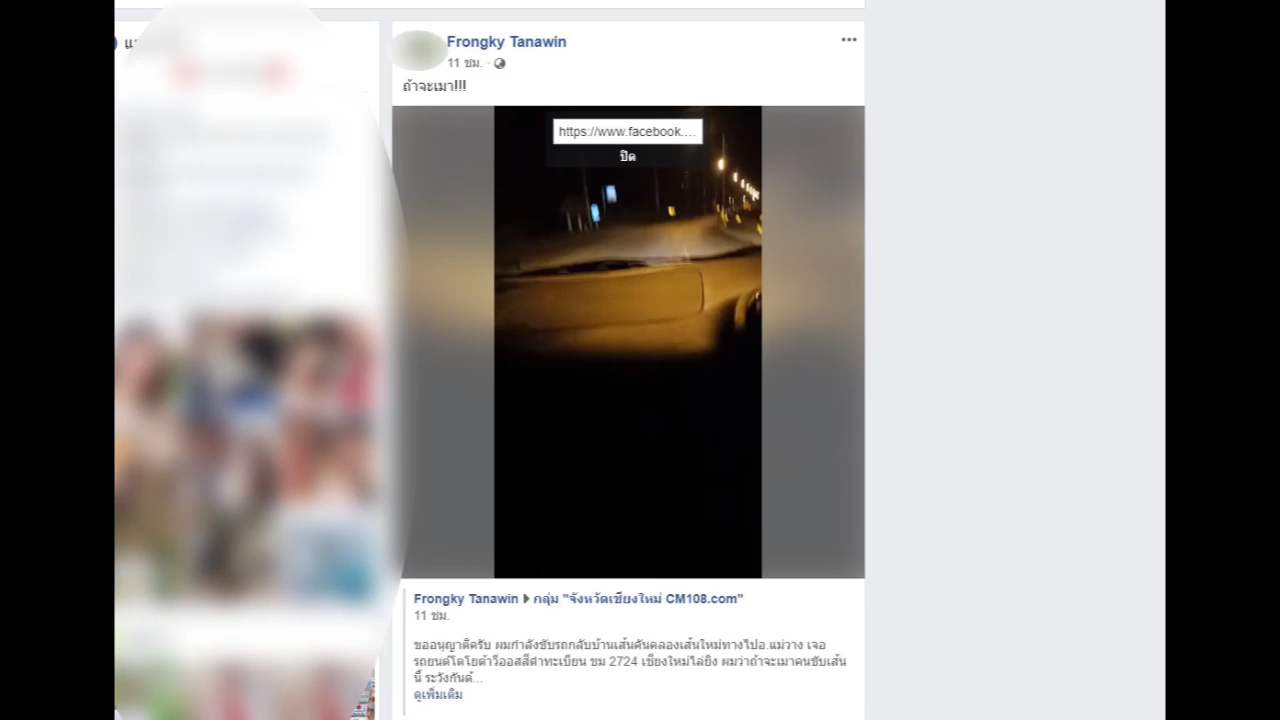 Frongky Tanawin
11 ชม. ·
ถ้าจะเมา!!!
https://www.facebook....
ปิด
Frongky Tanawin ▶ กลุ่ม "จังหวัดเชียงใหม่ CM108.com"
11 ชม.
ขออนุญาติครับ ผมกำลังขับรถกลับบ้านเส้นคันคลองเส้นใหม่ทางไปอ.แม่วาง เจอ
รถยนต์โตโยต้าวีออสสีดำทะเบียน ขม 2724 เชียงใหม่ไล่ยิง ผมว่าถ้าจะเมาคนขับเส้น
นี้ ระวังกันด้...
ดูเพิ่มเติม